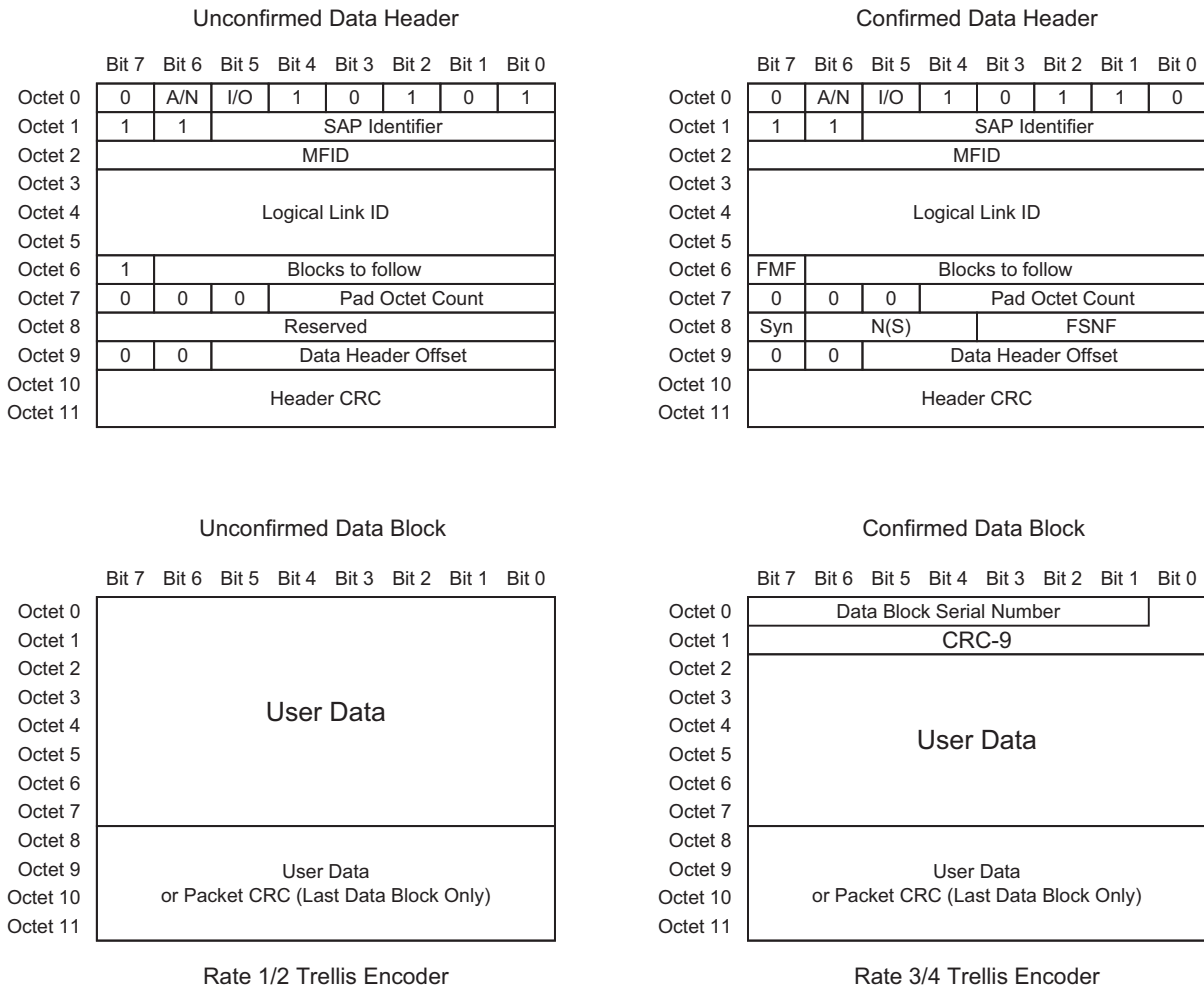 Unconfirmed Data Header
Bit 7 Bit 6 Bit 5 Bit 4 Bit 3 Bit 2 Bit 1 Bit 0
Octet 0 0 A/N I/O 1 0 1 0 1
Octet 1 1 1 SAP Identifier
Octet 2 MFID
Octet 3
Octet 4 Logical Link ID
Octet 5
Octet 6 1 Blocks to follow
Octet 7 0 0 0 Pad Octet Count
Octet 8 Reserved
Octet 9 0 0 Data Header Offset
Octet 10
Header CRC
Octet 11
Confirmed Data Header
Bit 7 Bit 6 Bit 5 Bit 4 Bit 3 Bit 2 Bit 1 Bit 0
Octet 0 0 A/N I/O 1 0 1 1 0
Octet 1 1 1 SAP Identifier
Octet 2 MFID
Octet 3
Octet 4 Logical Link ID
Octet 5
Octet 6 FMF Blocks to follow
Octet 7 0 0 0 Pad Octet Count
Octet 8 Syn N(S) FSNF
Octet 9 0 0 Data Header Offset
Octet 10
Header CRC
Octet 11
Unconfirmed Data Block
Bit 7 Bit 6 Bit 5 Bit 4 Bit 3 Bit 2 Bit 1 Bit 0
Octet 0
Octet 1
Octet 2
Octet 3
User Data
Octet 4
Octet 5
Octet 6
Octet 7
Octet 8
Octet 9 User Data
Octet 10 or Packet CRC (Last Data Block Only)
Octet 11
Rate 1/2 Trellis Encoder
Confirmed Data Block
Bit 7 Bit 6 Bit 5 Bit 4 Bit 3 Bit 2 Bit 1 Bit 0
Octet 0 Data Block Serial Number
Octet 1 CRC-9
Octet 2
Octet 3
Octet 4
User Data
Octet 5
Octet 6
Octet 7
Octet 8
Octet 9 User Data
Octet 10 or Packet CRC (Last Data Block Only)
Octet 11
Rate 3/4 Trellis Encoder